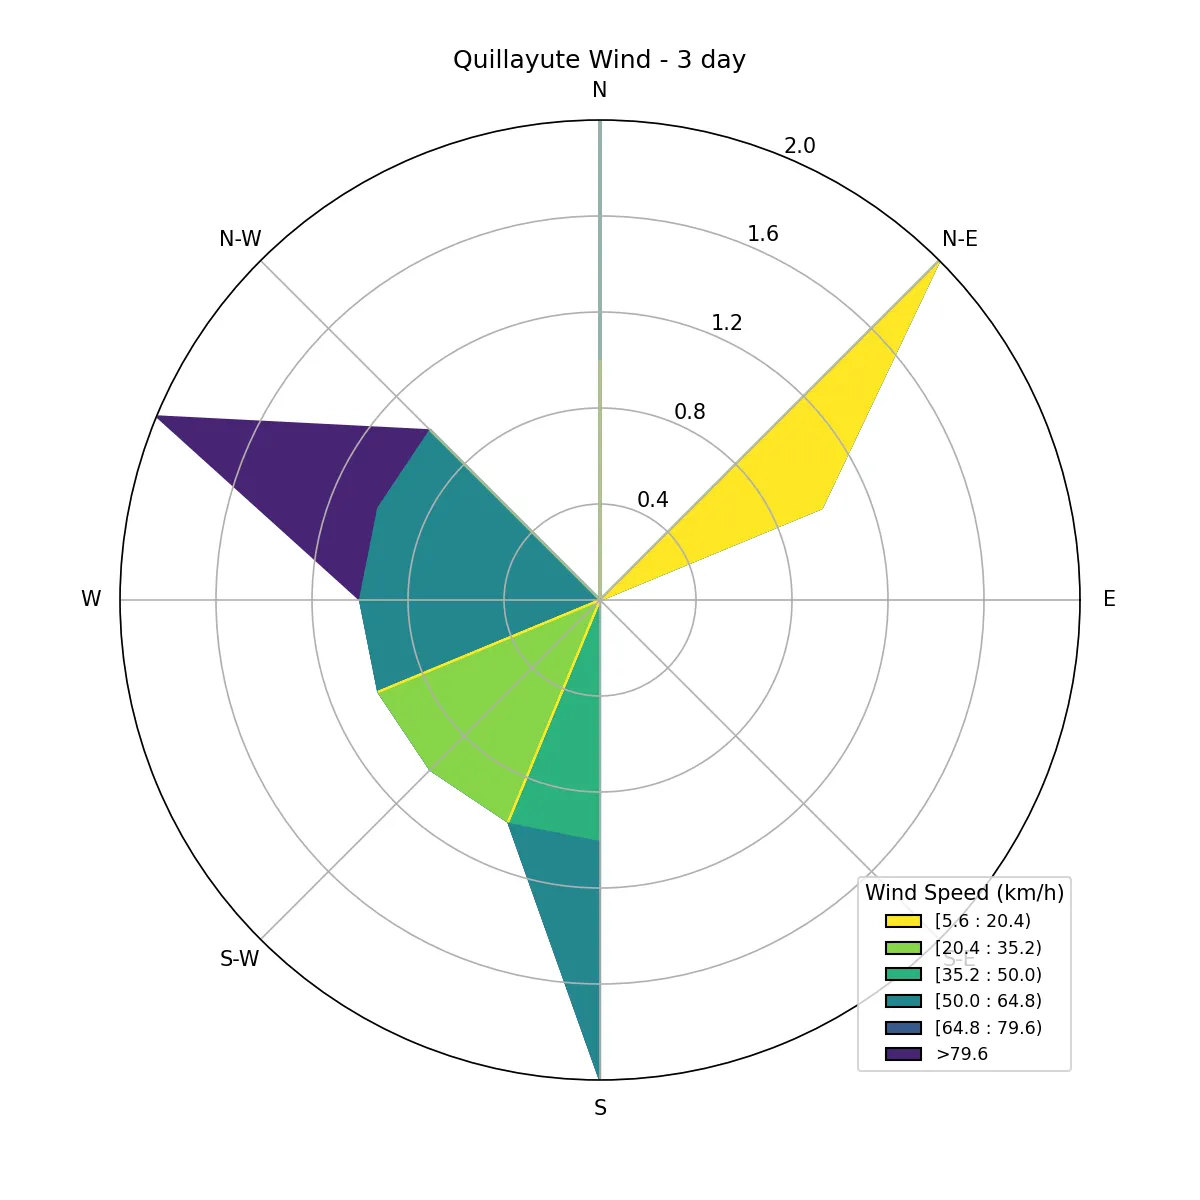 Quillayute Wind - 3 day
N
2.0
1.6
N-W
N-E
1.2
0.8
0.4
W
E
Wind Speed (km/h)
[5.6 : 20.4)
[20.4 : 35.2)
S-W
S-E
[35.2 : 50.0)
[50.0 : 64.8)
[64.8 : 79.6)
>79.6
S